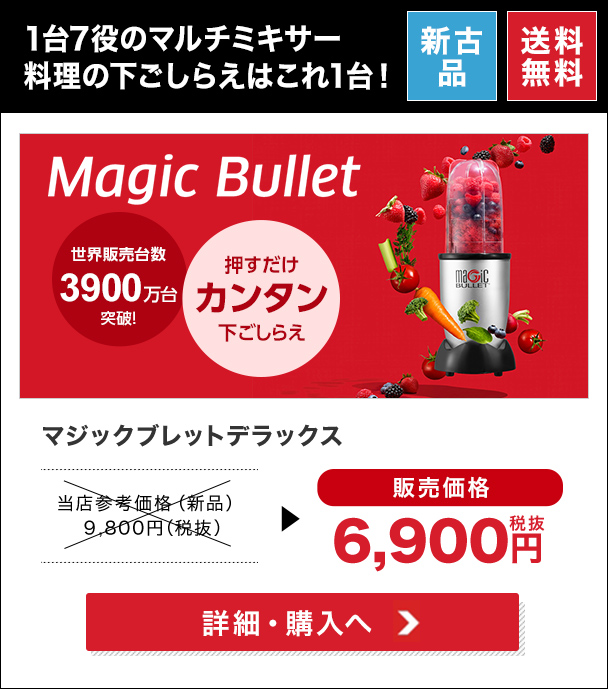 1台7役のマルチミキサー
料理の下ごしらえはこれ1台!
新古
品
送料
無料
Magic Bullet
世界販売台数
3900万台
突破!
押すだけ
カンタン
下ごしらえ
magic
BULLET
マジックブレットデラックス
当店参考価格(新品)
9,800円(税抜)
販売価格
6,900円税抜
詳細・購入へ